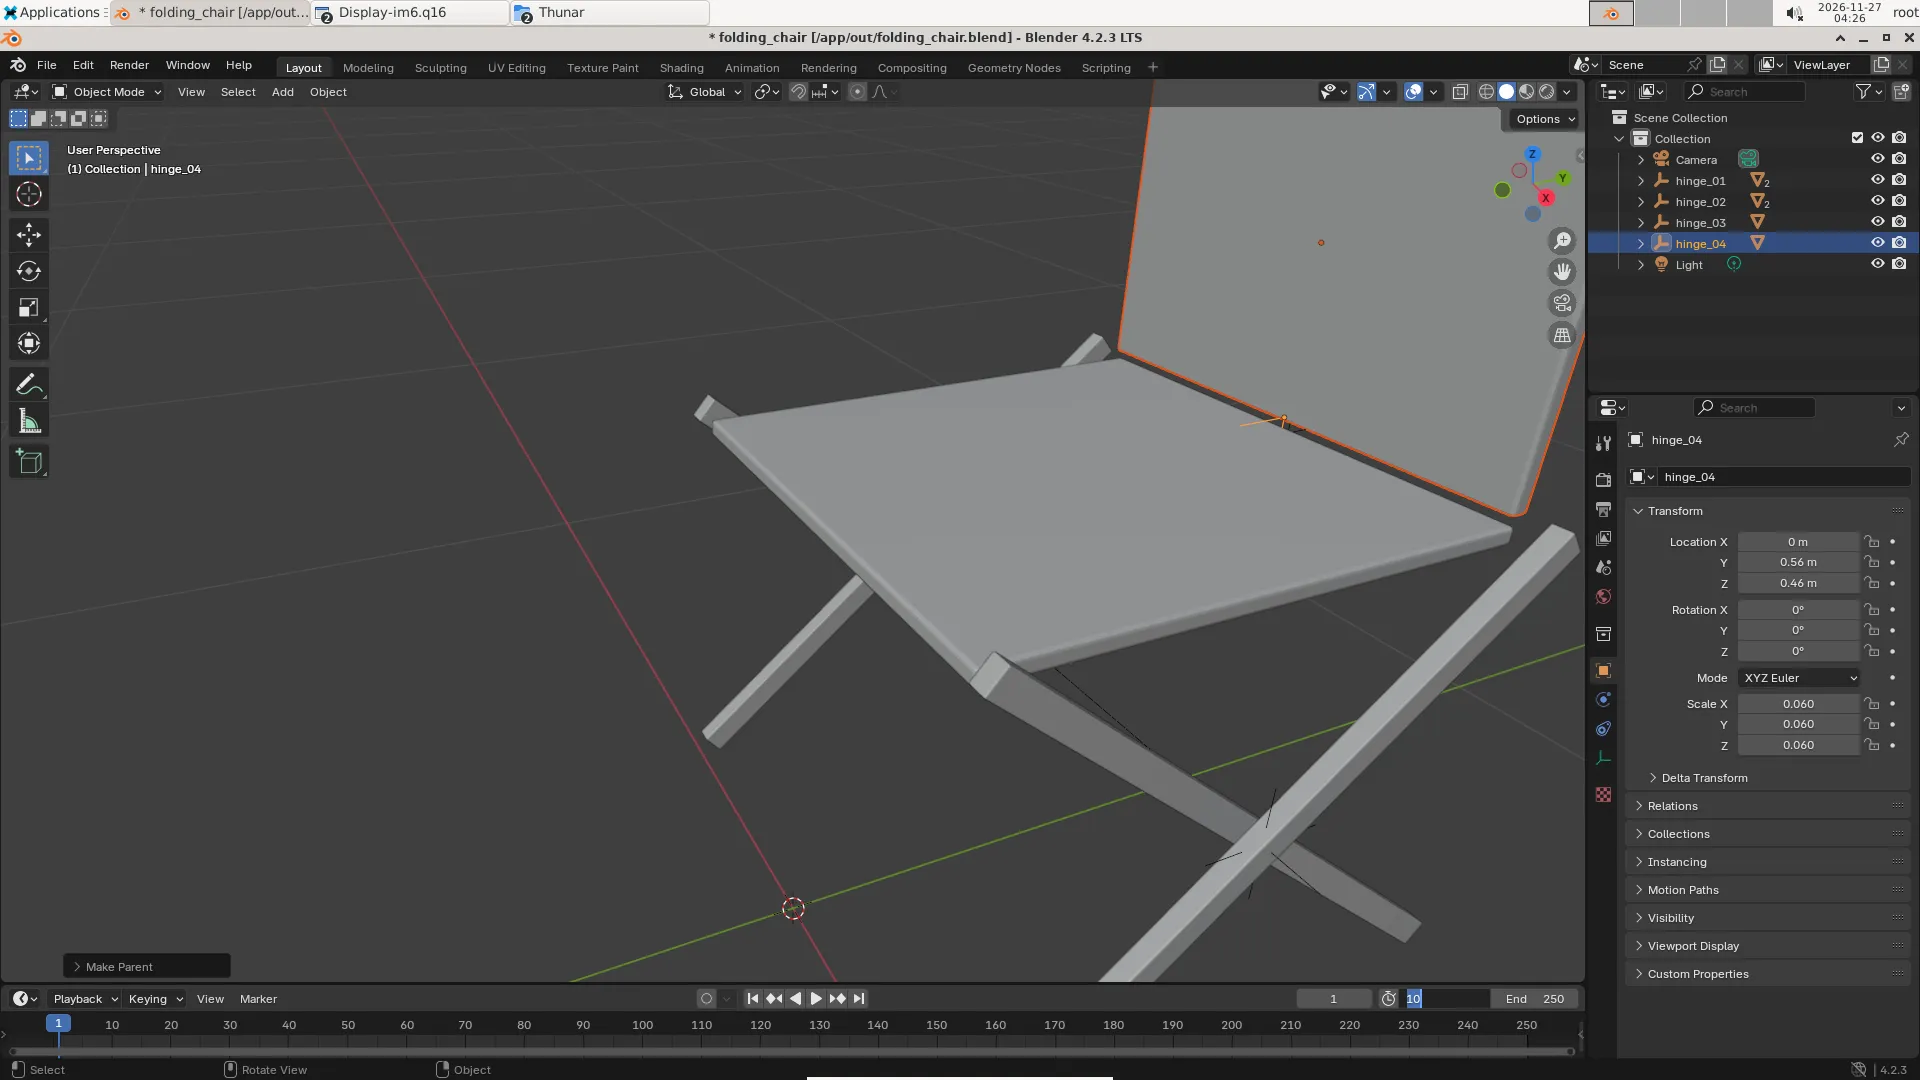 Applications
* folding_chair [/app/out...
2
Display-im6.q16
2
Thunar
2026-11-27
04:26
root
* folding_chair [/app/out/folding_chair.blend] - Blender 4.2.3 LTS
File Edit Render Window Help
Layout Modeling Sculpting UV Editing Texture Paint Shading Animation Rendering Compositing Geometry Nodes Scripting
Scene
ViewLayer
Object Mode View Select Add Object
Global
Options
Search
User Perspective
(1) Collection | hinge_04
Z
Y
X
Scene Collection
Collection
Camera
hinge_01 2
hinge_02 2
hinge_03
hinge_04
Light
Search
hinge_04
hinge_04
Transform
Location X 0 m
Y 0.56 m
Z 0.46 m
Rotation X 0°
Y 0°
Z 0°
Mode XYZ Euler
Scale X 0.060
Y 0.060
Z 0.060
Delta Transform
Relations
Collections
Instancing
Motion Paths
Visibility
Viewport Display
Custom Properties
Make Parent
Playback Keying View Marker
1
10
End 250
1 10 20 30 40 50 60 70 80 90 100 110 120 130 140 150 160 170 180 190 200 210 220 230 240 250
Select
Rotate View
Object
4.2.3